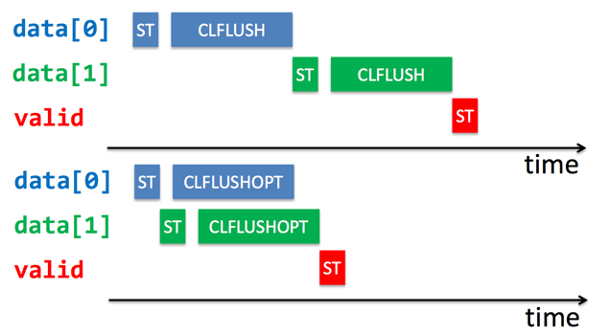 data[0] ST CLFLUSH
data[1] ST CLFLUSH
valid ST
time
data[0] ST CLFLUSHOPT
data[1] ST CLFLUSHOPT
valid ST
time